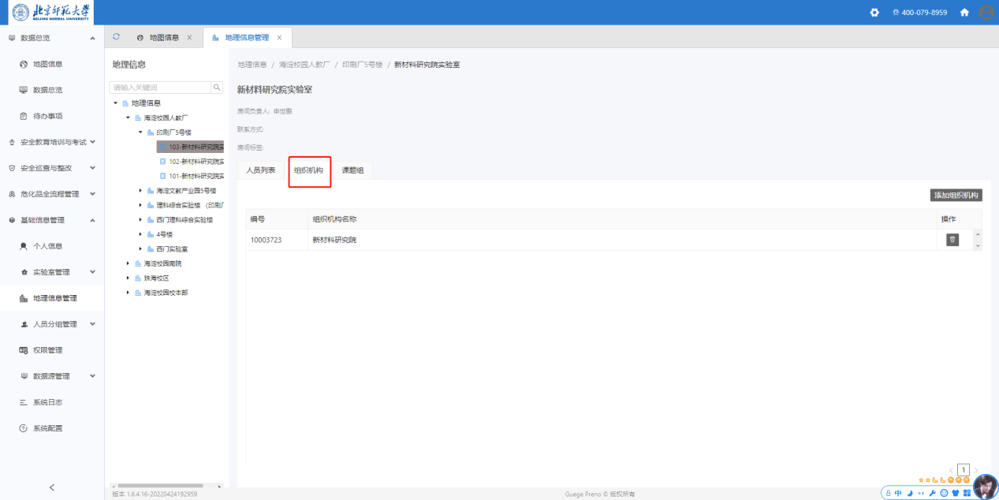 北京师范大学
BEIJING NORMAL UNIVERSITY
400-079-8959
数据总览
地图信息
数据总览
待办事项
安全教育培训与考试
安全巡查与整改
危化品全流程管理
基础信息管理
个人信息
实验室管理
地理信息管理
人员分组管理
权限管理
数据源管理
系统日志
系统配置
地图信息 ×
地理信息管理 ×
地理信息
请输入关键词
地理信息
海淀校园人教厂
印刷厂5号楼
103-新材料研究院实
102-新材料研究院实
101-新材料研究院实
海淀文教产业园5号楼
理科综合实验楼 （印刷厂
西门理科综合实验楼
4号楼
西门实验室
海淀校园南院
珠海校区
海淀校园校本部
地理信息 / 海淀校园人教厂 / 印刷厂5号楼 / 新材料研究院实验室
新材料研究院实验室
房间负责人: 申世鹏
联系方式:
房间标签:
人员列表 组织机构 课题组
添加组织机构
编号 组织机构名称 操作
10003723 新材料研究院
1
版本 1.6.4.16-20220424192959
Guege Preno © 版权所有
中